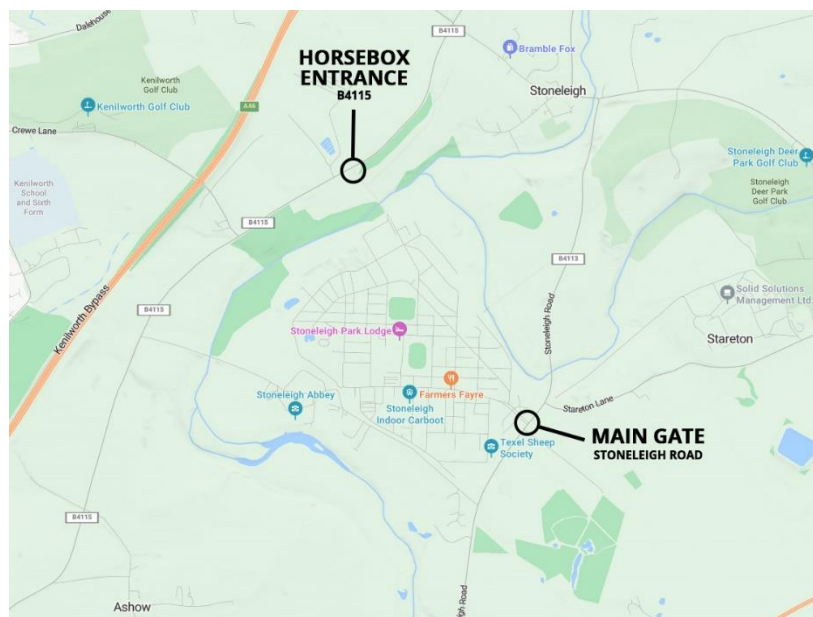 Dalehouse
Kenilworth
Golf Club
Kenilworth Golf Club
A46
Crewe Lane
HORSEBOX
ENTRANCE
B4115
B4115
Bramble Fox
Stoneleigh
Stoneleigh Deer
Park Golf Club
Stoneleigh
Deer Park
Golf Club
Kenilworth
School
and Sixth
Form
B4115
B4113
B4115
Kenilworth Bypass
Stoneleigh Road
Solid Solutions
Management Ltd
Stareton
Stoneleigh Park Lodge
Farmers Fayre
Stoneleigh Abbey
Stoneleigh
Indoor Carboot
Stareton Lane
MAIN GATE
STONELEIGH ROAD
Texel Sheep
Society
B4115
leigh Road
Ashow